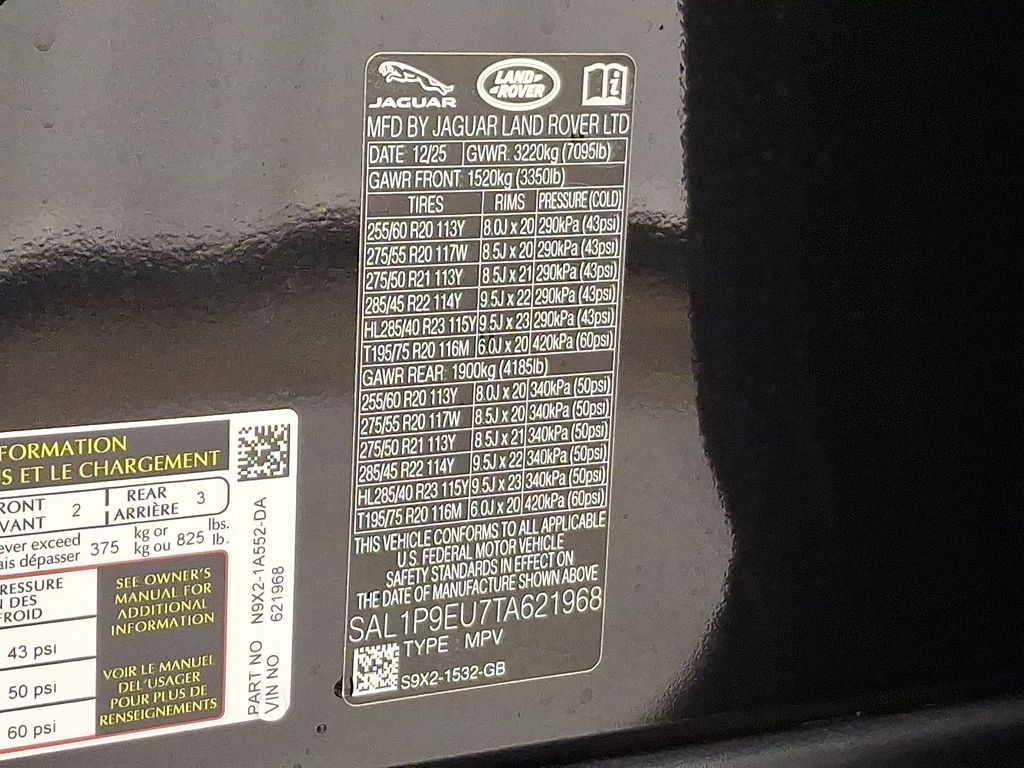 JAGUAR
LAND ROVER
i
MFD BY JAGUAR LAND ROVER LTD
DATE 12/25 GVWR: 3220kg (7095lb)
GAWR FRONT 1520kg (3350lb)
TIRES RIMS PRESSURE (COLD)
255/60 R20 113Y 8.0J x 20 290kPa (43psi)
275/55 R20 117W 8.5J x 20 290kPa (43psi)
275/50 R21 113Y 8.5J x 21 290kPa (43psi)
285/45 R22 114Y 9.5J x 22 290kPa (43psi)
HL285/40 R23 115Y 9.5J x 23 290kPa (43psi)
T195/75 R20 116M 6.0J x 20 420kPa (60psi)
GAWR REAR: 1900kg (4185lb)
255/60 R20 113Y 8.0J x 20 340kPa (50psi)
275/55 R20 117W 8.5J x 20 340kPa (50psi)
275/50 R21 113Y 8.5J x 21 340kPa (50psi)
285/45 R22 114Y 9.5J x 22 340kPa (50psi)
HL285/40 R23 115Y 9.5J x 23 340kPa (50psi)
T195/75 R20 116M 6.0J x 20 420kPa (60psi)
THIS VEHICLE CONFORMS TO ALL APPLICABLE
U.S. FEDERAL MOTOR VEHICLE
SAFETY STANDARDS IN EFFECT ON
THE DATE OF MANUFACTURE SHOWN ABOVE
SAL1P9EU7TA621968
TYPE: MPV
S9X2-1532-GB
FORMATION
S ET LE CHARGEMENT
RONT 2 REAR 3
VANT ARRIÈRE
ever exceed 375 kg or 825 lbs.
ais dépasser kg ou lb.
RESSURE
N DES
FROID
43 psi
50 psi
60 psi
SEE OWNER'S
MANUAL FOR
ADDITIONAL
INFORMATION
VOIR LE MANUEL
DEL'USAGER
POUR PLUS DE
RENSEIGNEMENTS
PART NO N9X2-1A552-DA
VIN NO 621968